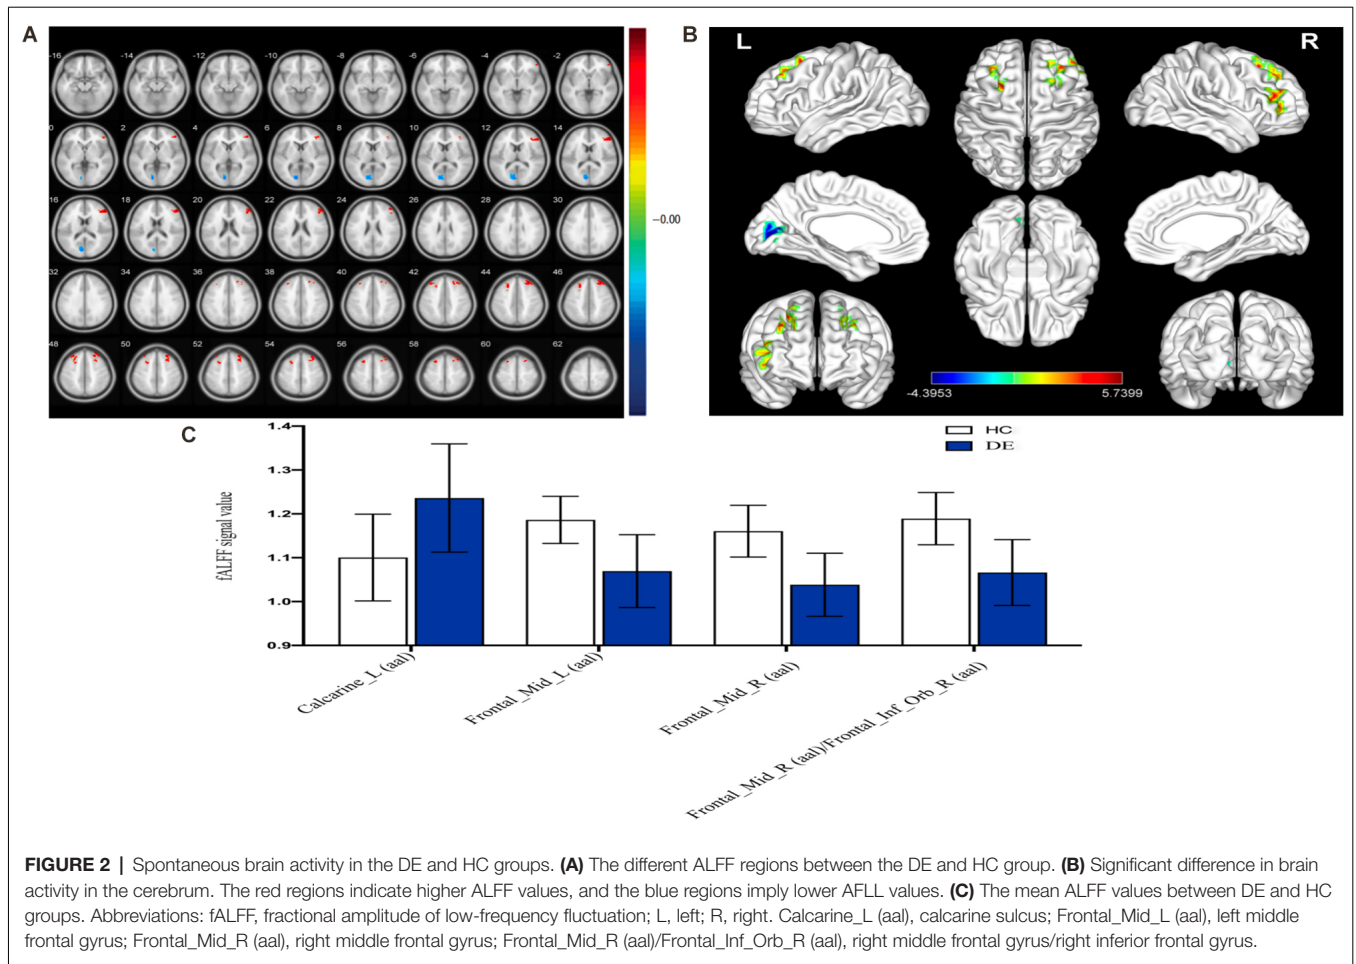 A
-16 -14 -12 -10 -8 -6 -4 -2
0 2 4 6 8 10 12 14
16 18 20 22 24 26 28 30
32 34 36 38 40 42 44 46
48 50 52 54 56 58 60 62
−0.00
B
L R
-4.3953 5.7399
C
HC
DE
fALFF signal value
1.4
1.3
1.2
1.1
1.0
0.9
Calcarine_L (aal)
Frontal_Mid_L (aal)
Frontal_Mid_R (aal)
Frontal_Mid_R (aal)/Frontal_Inf_Orb_R (aal)
FIGURE 2 | Spontaneous brain activity in the DE and HC groups. (A) The different ALFF regions between the DE and HC group. (B) Significant difference in brain
activity in the cerebrum. The red regions indicate higher ALFF values, and the blue regions imply lower AFLL values. (C) The mean ALFF values between DE and HC
groups. Abbreviations: fALFF, fractional amplitude of low-frequency fluctuation; L, left; R, right. Calcarine_L (aal), calcarine sulcus; Frontal_Mid_L (aal), left middle
frontal gyrus; Frontal_Mid_R (aal), right middle frontal gyrus; Frontal_Mid_R (aal)/Frontal_Inf_Orb_R (aal), right middle frontal gyrus/right inferior frontal gyrus.